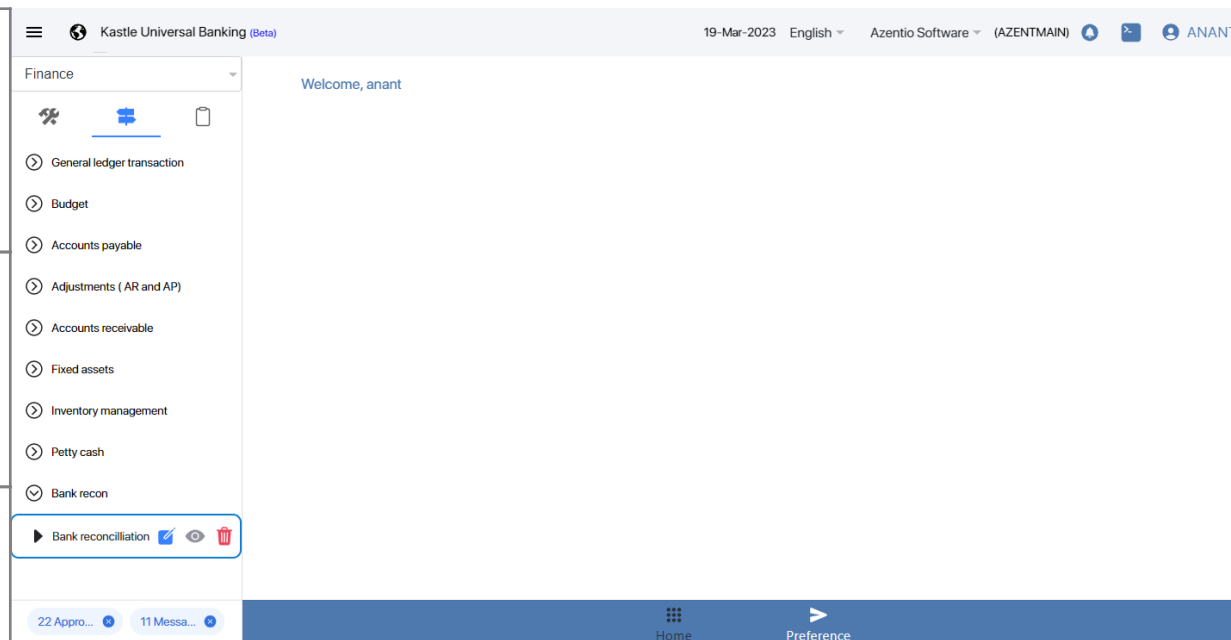 Kastle Universal Banking (Beta)
19-Mar-2023 English Azentio Software (AZENTMAIN) ANANT
Finance
Welcome, anant
General ledger transaction
Budget
Accounts payable
Adjustments ( AR and AP)
Accounts receivable
Fixed assets
Inventory management
Petty cash
Bank recon
Bank reconcilliation
22 Appro... 11 Messa...
Home Preference